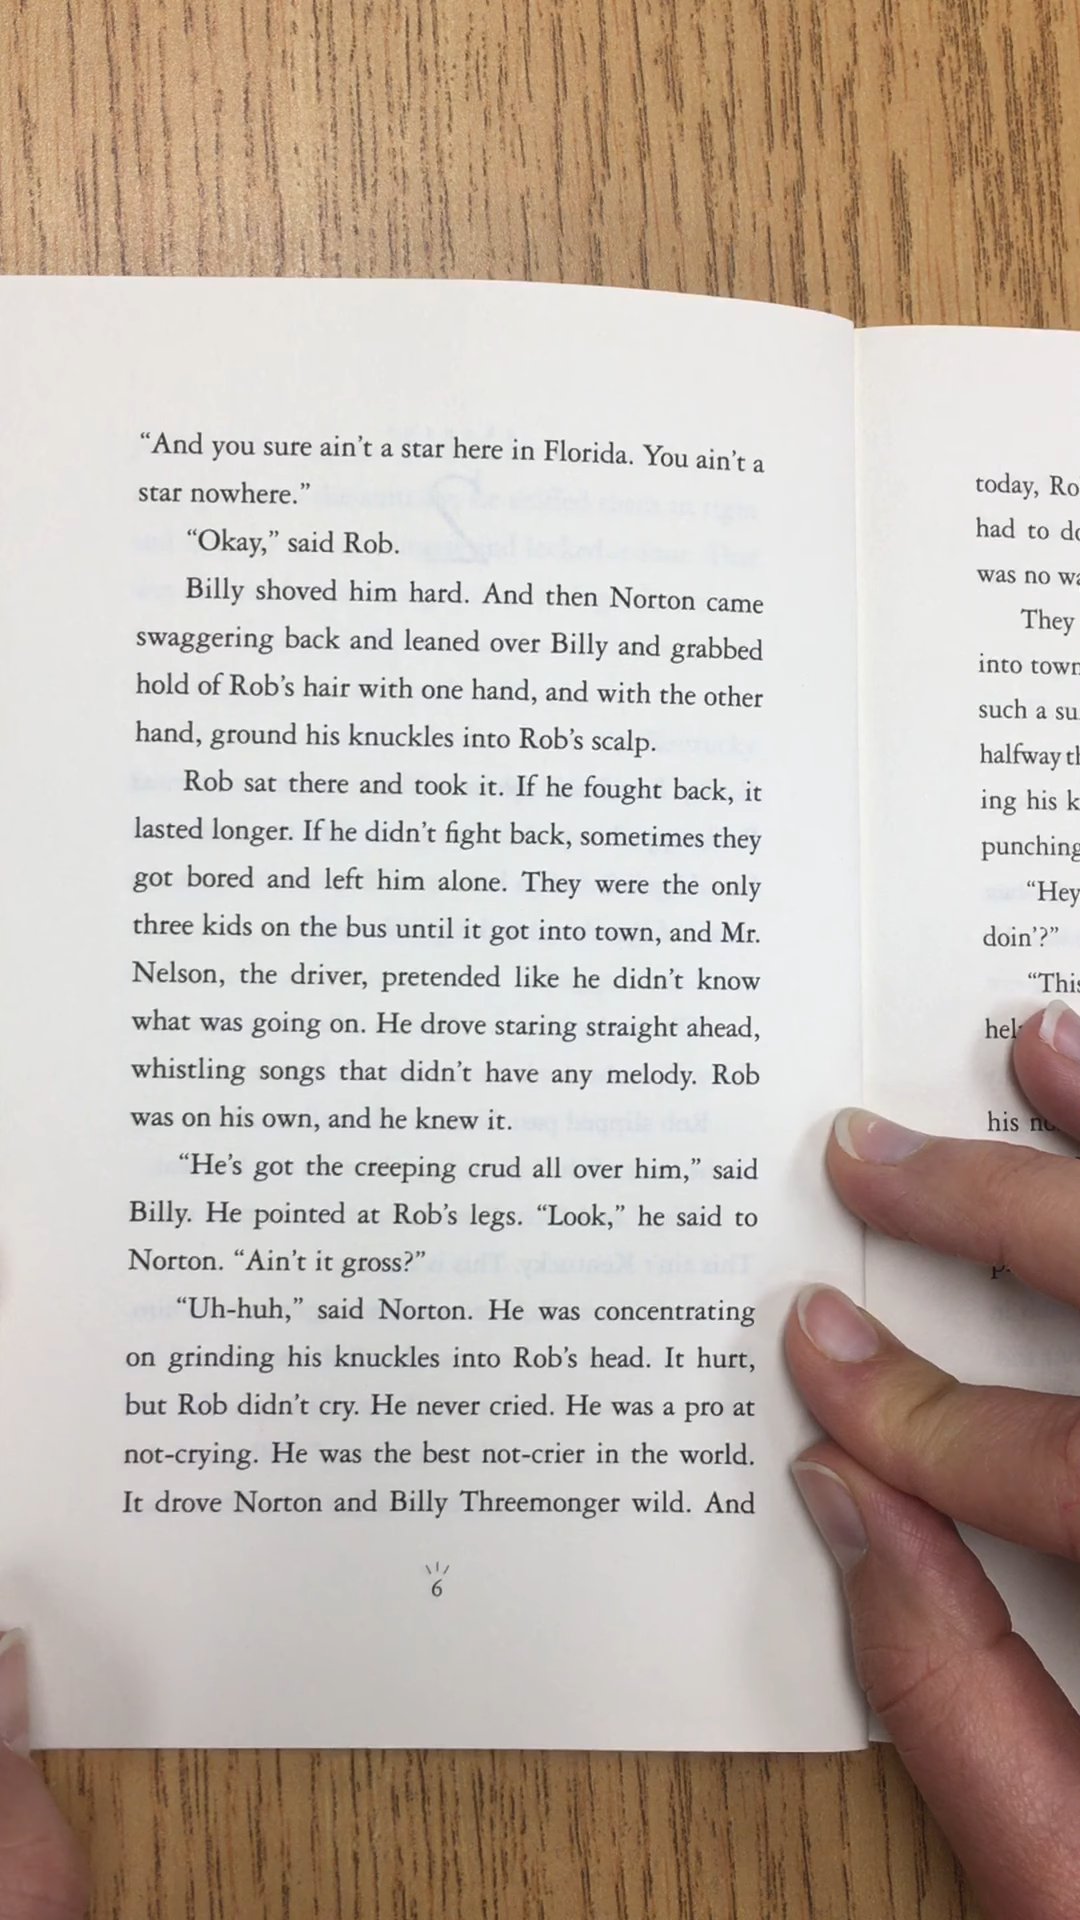 “And you sure ain’t a star here in Florida. You ain’t a
star nowhere.”
“Okay,” said Rob.
Billy shoved him hard. And then Norton came
swaggering back and leaned over Billy and grabbed
hold of Rob’s hair with one hand, and with the other
hand, ground his knuckles into Rob’s scalp.
Rob sat there and took it. If he fought back, it
lasted longer. If he didn’t fight back, sometimes they
got bored and left him alone. They were the only
three kids on the bus until it got into town, and Mr.
Nelson, the driver, pretended like he didn’t know
what was going on. He drove staring straight ahead,
whistling songs that didn’t have any melody. Rob
was on his own, and he knew it.
“He’s got the creeping crud all over him,” said
Billy. He pointed at Rob’s legs. “Look,” he said to
Norton. “Ain’t it gross?”
“Uh-huh,” said Norton. He was concentrating
on grinding his knuckles into Rob’s head. It hurt,
but Rob didn’t cry. He never cried. He was a pro at
not-crying. He was the best not-crier in the world.
It drove Norton and Billy Threemonger wild. And
6
today,
had to
was no
They
into
such a
halfway
ing his
punching
“Hey
doin’?”
“This
his